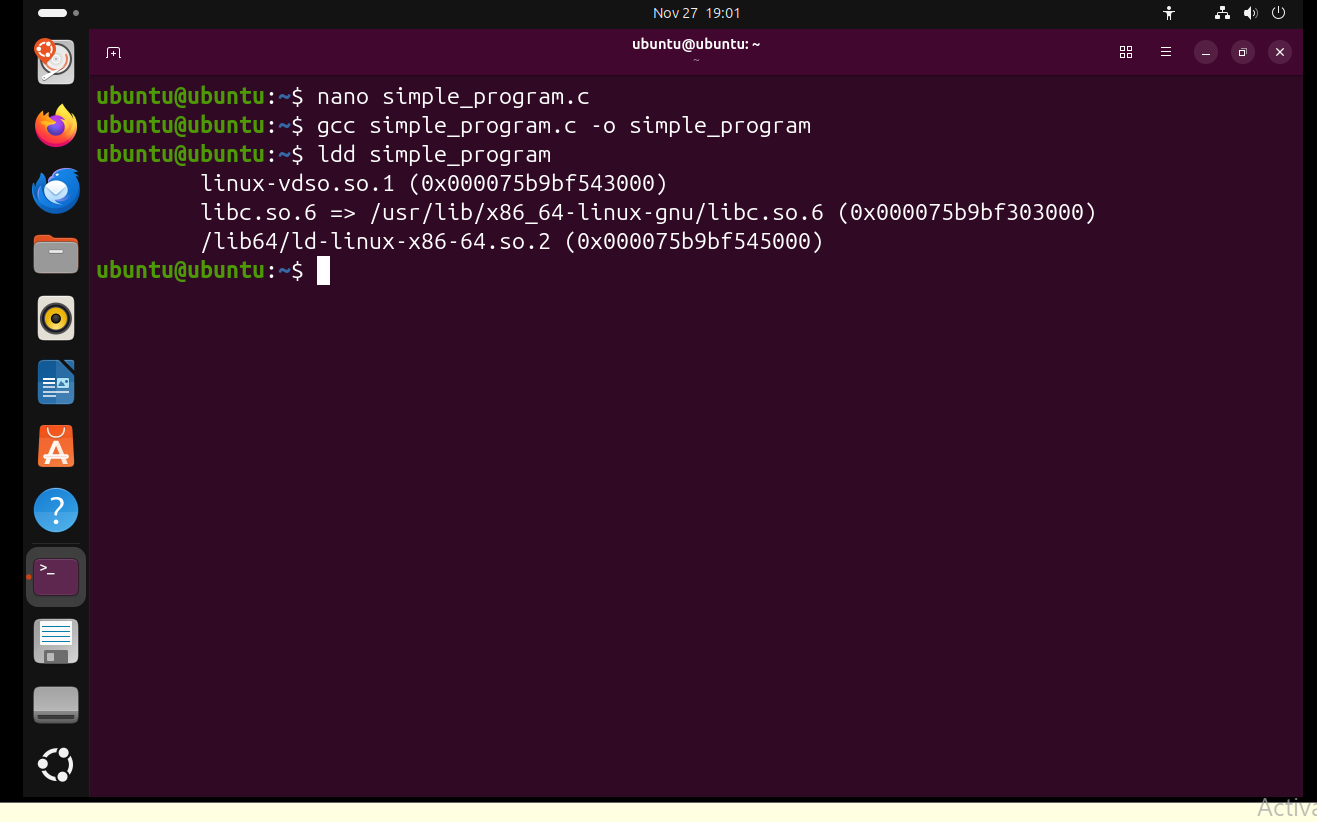 Nov 27 19:01
ubuntu@ubuntu: ~
~
ubuntu@ubuntu:~$ nano simple_program.c
ubuntu@ubuntu:~$ gcc simple_program.c -o simple_program
ubuntu@ubuntu:~$ ldd simple_program
linux-vdso.so.1 (0x000075b9bf543000)
libc.so.6 => /usr/lib/x86_64-linux-gnu/libc.so.6 (0x000075b9bf303000)
/lib64/ld-linux-x86-64.so.2 (0x000075b9bf545000)
ubuntu@ubuntu:~$
?
>_
Activa